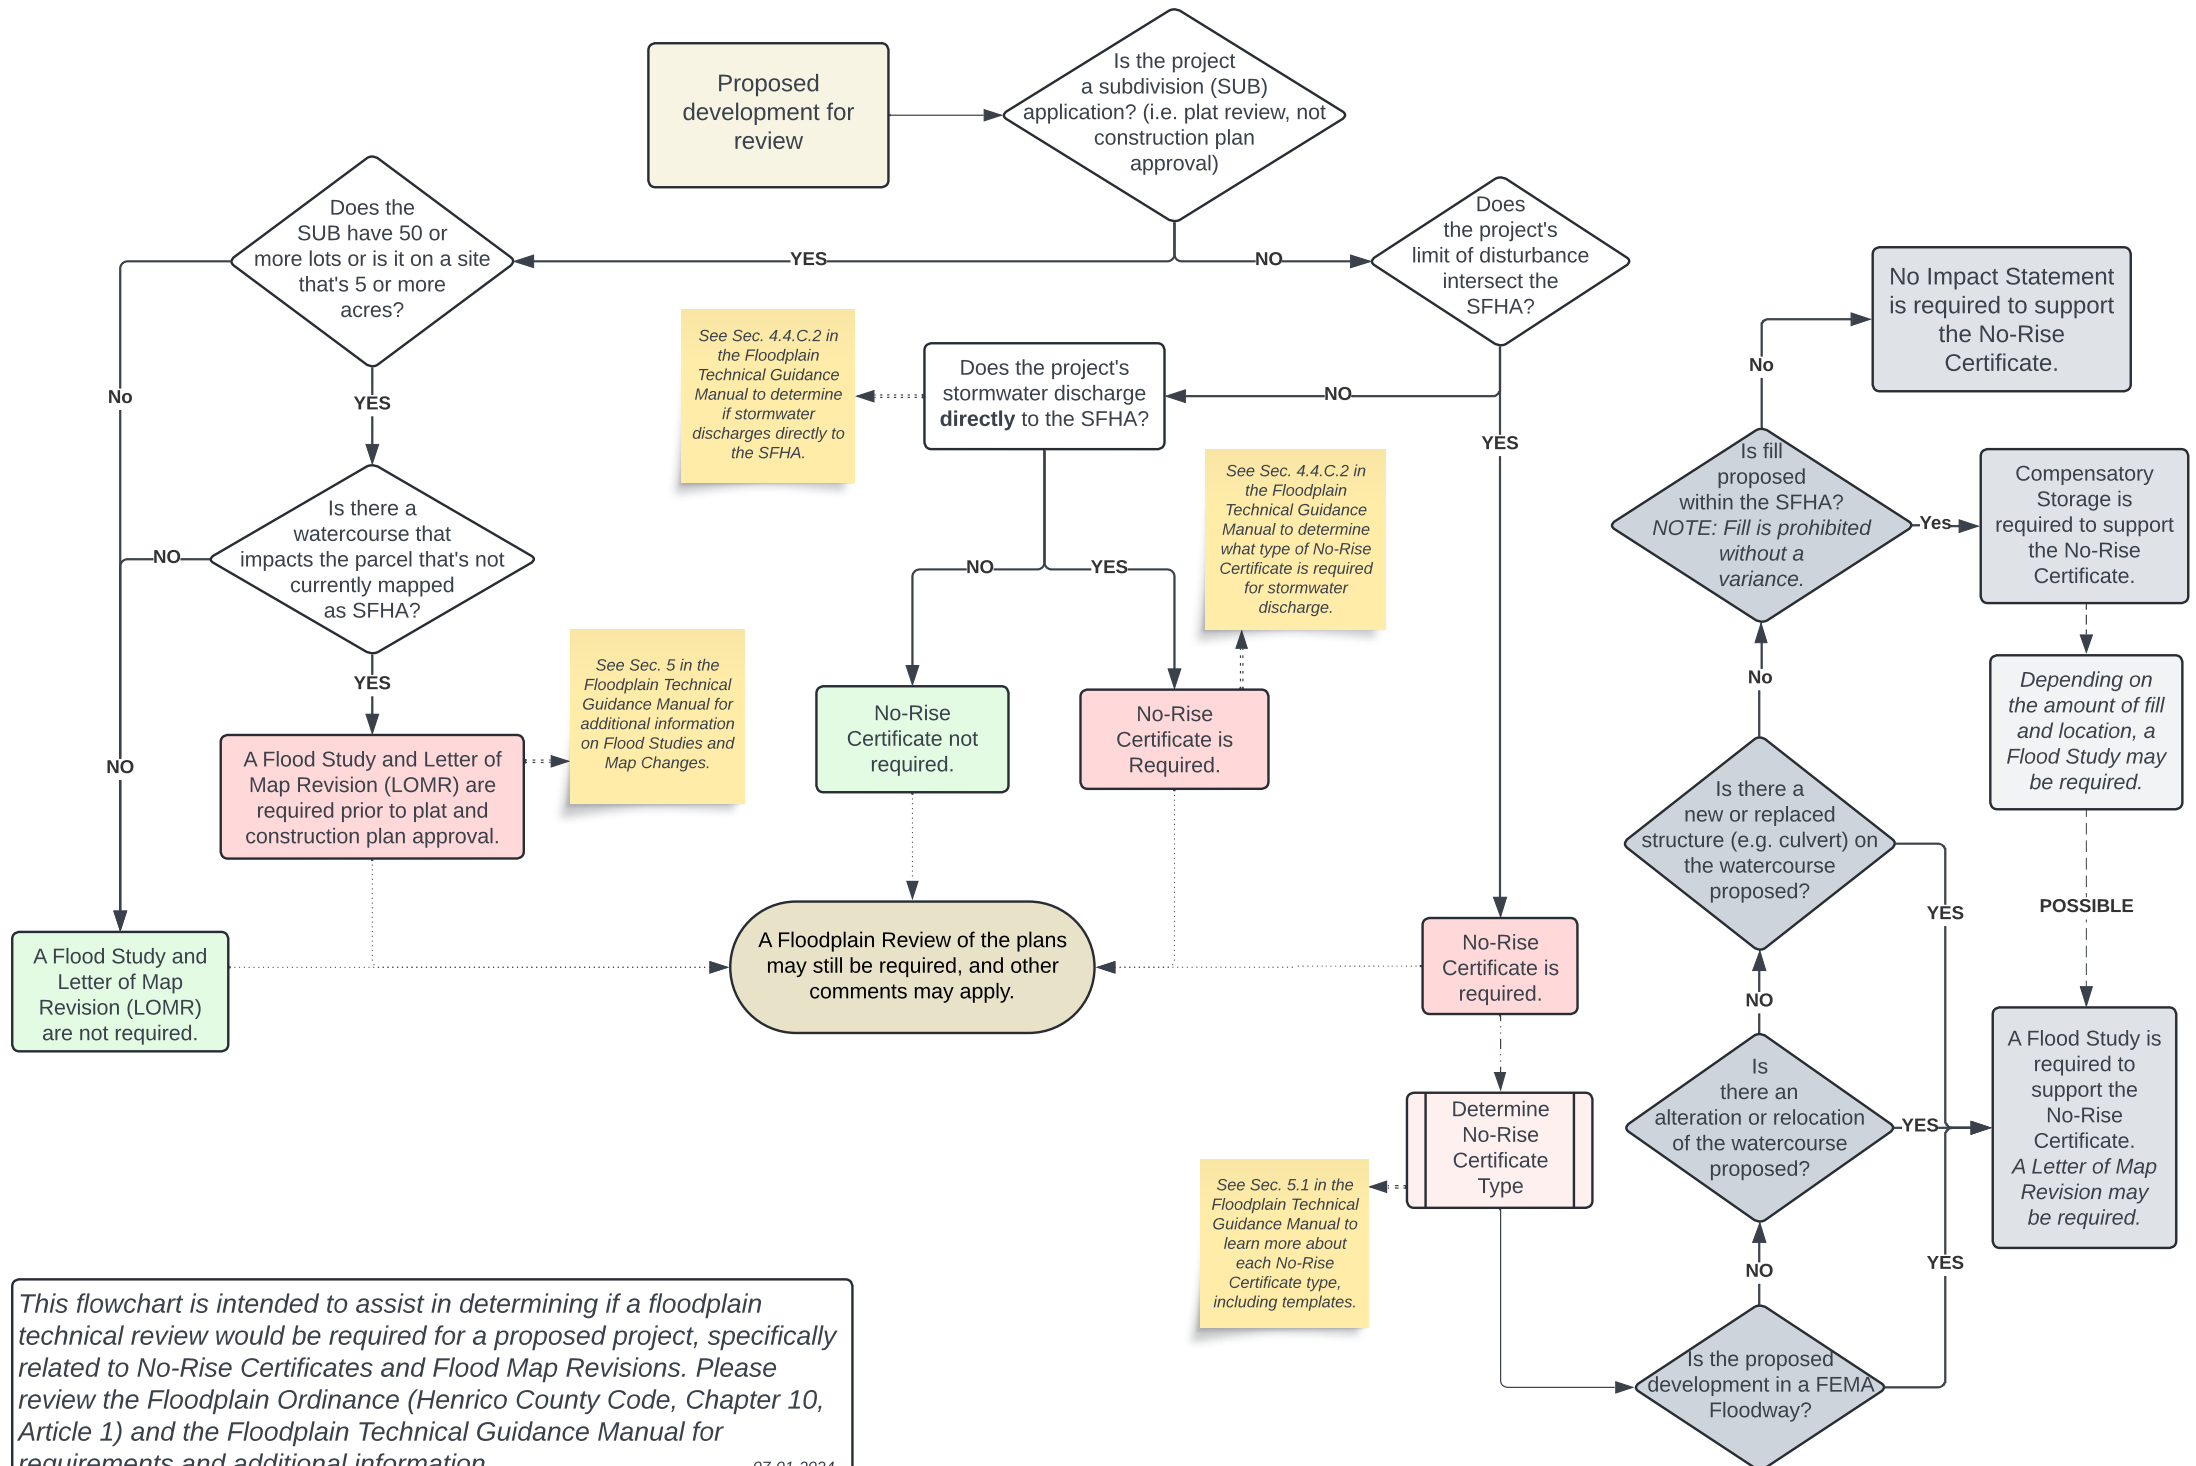 Proposed
development for
review
Is the project
a subdivision (SUB)
application? (i.e. plat review, not
construction plan
approval)
YES
NO
Does the
SUB have 50 or
more lots or is it on a site
that's 5 or more
acres?
No
YES
Is there a
watercourse that
impacts the parcel that's not
currently mapped
as SFHA?
NO
YES
NO
A Flood Study and Letter of
Map Revision (LOMR) are
required prior to plat and
construction plan approval.
See Sec. 5 in the
Floodplain Technical
Guidance Manual for
additional information
on Flood Studies and
Map Changes.
A Flood Study and
Letter of Map
Revision (LOMR)
are not required.
Does
the project's
limit of disturbance
intersect the
SFHA?
NO
YES
Does the project's
stormwater discharge
directly to the SFHA?
See Sec. 4.4.C.2 in
the Floodplain
Technical Guidance
Manual to determine
if stormwater
discharges directly to
the SFHA.
NO
YES
See Sec. 4.4.C.2 in
the Floodplain
Technical Guidance
Manual to determine
what type of No-Rise
Certificate is required
for stormwater
discharge.
No-Rise
Certificate not
required.
No-Rise
Certificate is
Required.
A Floodplain Review of the plans
may still be required, and other
comments may apply.
No-Rise
Certificate is
required.
Determine
No-Rise
Certificate
Type
See Sec. 5.1 in the
Floodplain Technical
Guidance Manual to
learn more about
each No-Rise
Certificate type,
including templates.
Is the proposed
development in a FEMA
Floodway?
NO
YES
Is
there an
alteration or relocation
of the watercourse
proposed?
NO
YES
Is there a
new or replaced
structure (e.g. culvert) on
the watercourse
proposed?
No
YES
Is fill
proposed
within the SFHA?
NOTE: Fill is prohibited
without a
variance.
No
Yes
No Impact Statement
is required to support
the No-Rise
Certificate.
Compensatory
Storage is
required to support
the No-Rise
Certificate.
Depending on
the amount of fill
and location, a
Flood Study may
be required.
POSSIBLE
A Flood Study is
required to
support the
No-Rise
Certificate.
A Letter of Map
Revision may
be required.
This flowchart is intended to assist in determining if a floodplain
technical review would be required for a proposed project, specifically
related to No-Rise Certificates and Flood Map Revisions. Please
review the Floodplain Ordinance (Henrico County Code, Chapter 10,
Article 1) and the Floodplain Technical Guidance Manual for
requirements and additional information.
07-01-2024